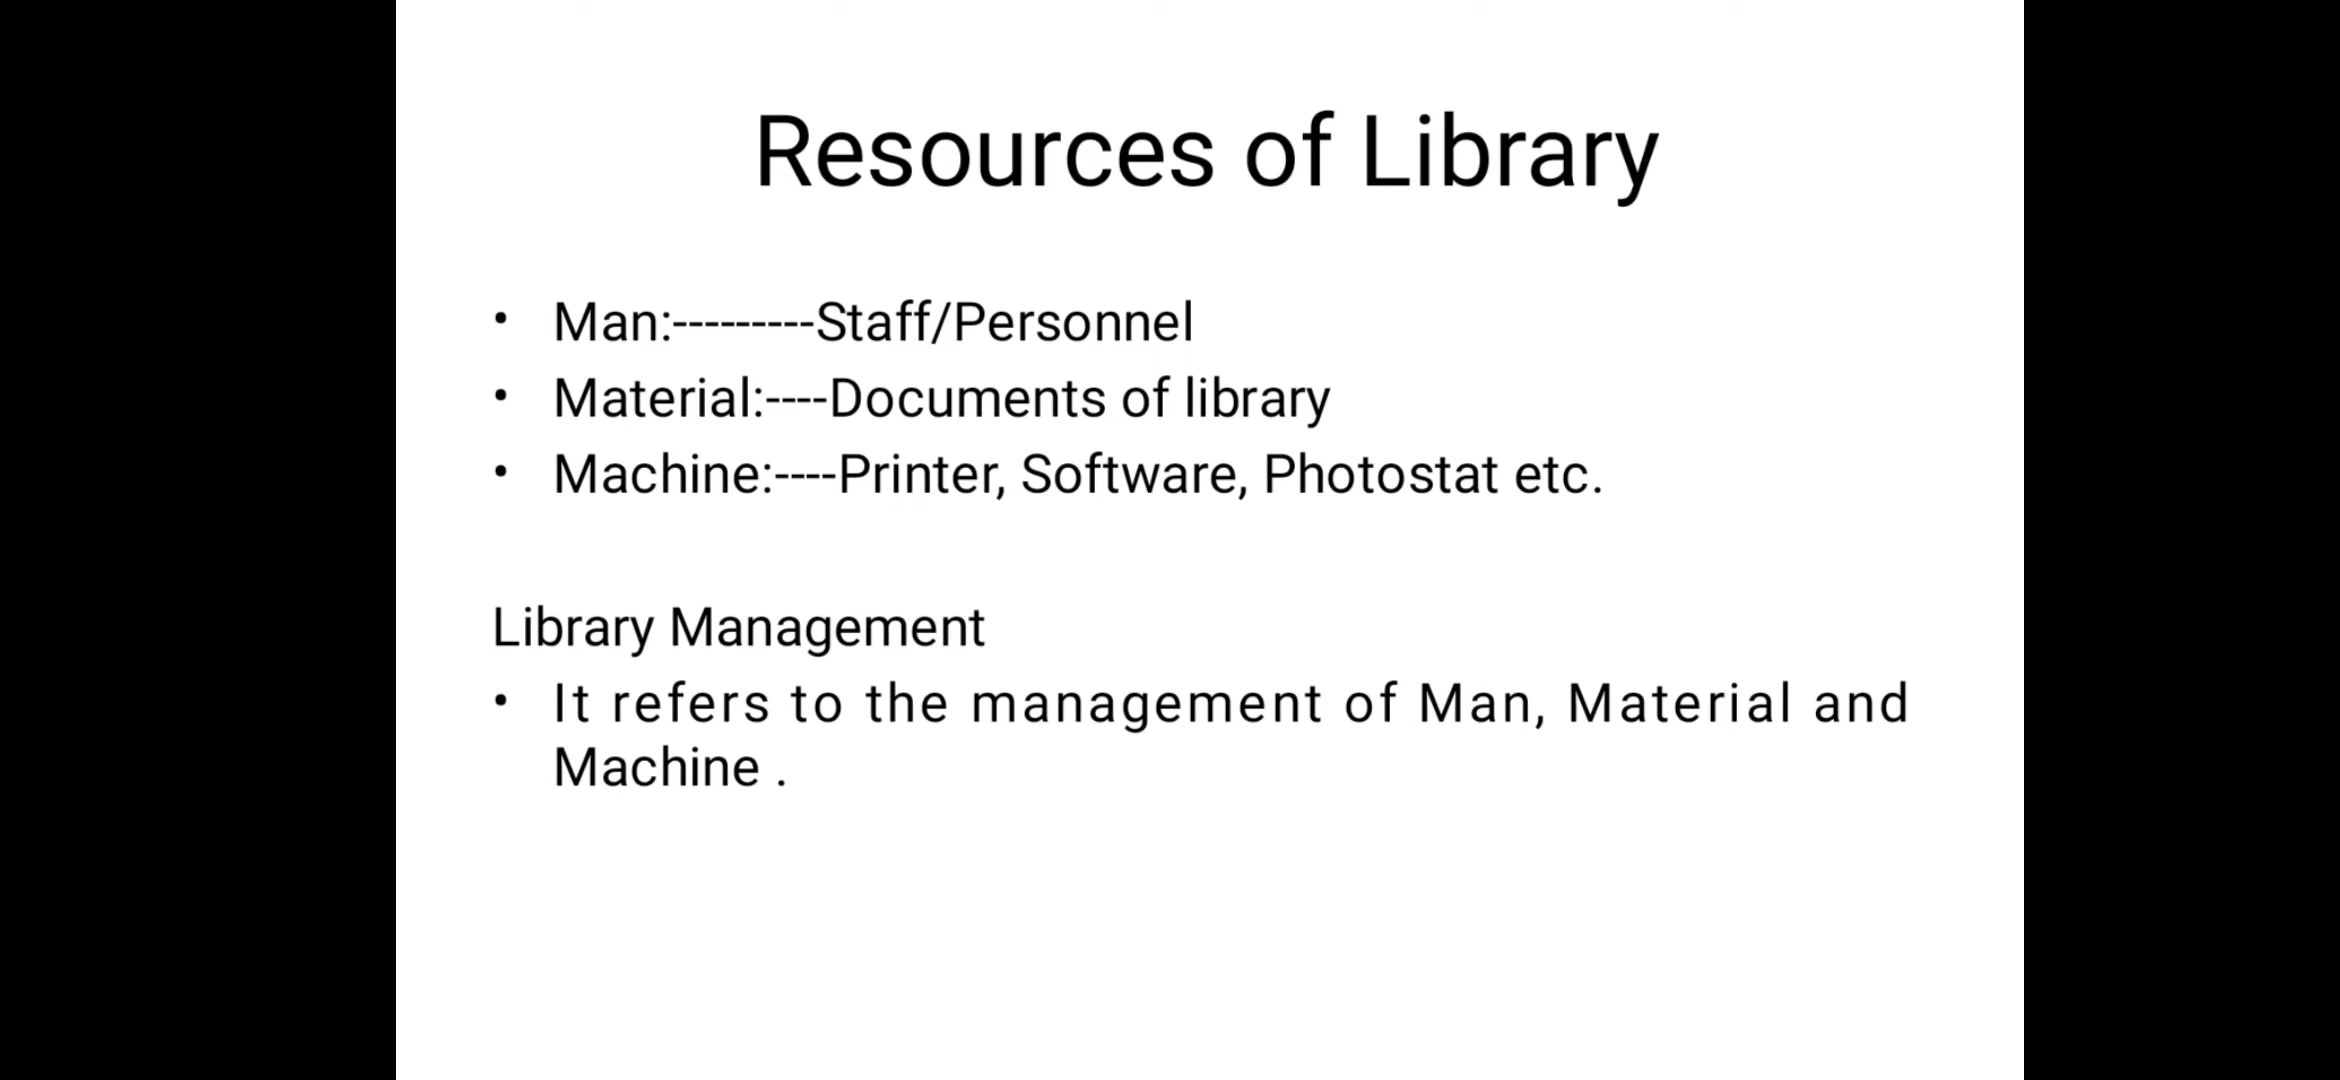 Resources of Library
• Man:---------Staff/Personnel
• Material:----Documents of library
• Machine:----Printer, Software, Photostat etc.
Library Management
• It refers to the management of Man, Material and
Machine .